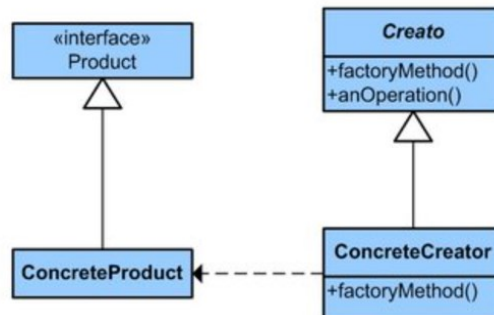 «interface»
Product
Creato
+factoryMethod()
+anOperation()
ConcreteProduct
ConcreteCreator
+factoryMethod()